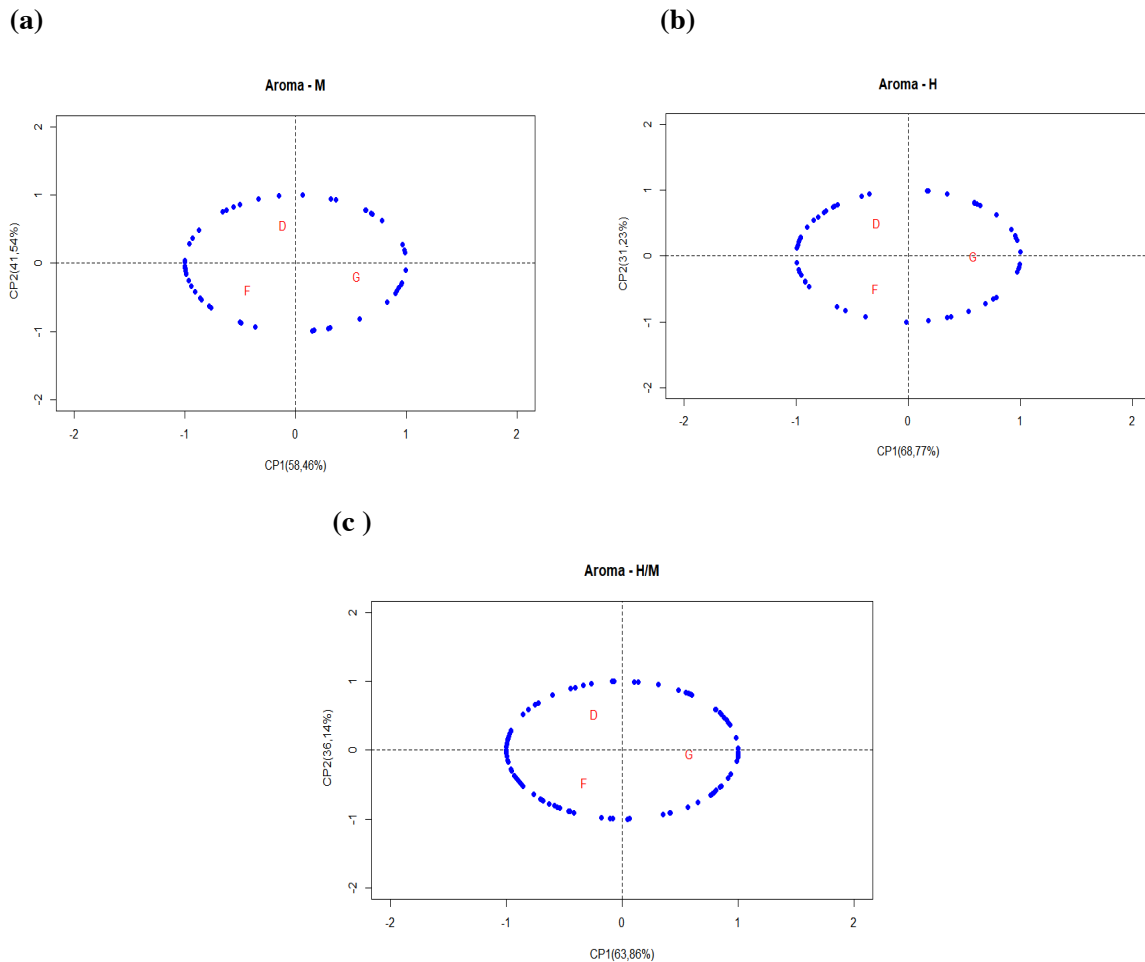 (a)
Aroma - M
CP2(41,54%)
2
1
0
-1
-2
D
F
G
-2
-1
0
1
2
CP1(58,46%)
(b)
Aroma - H
CP2(31,23%)
2
1
0
-1
-2
D
G
F
-2
-1
0
1
2
CP1(68,77%)
(c )
Aroma - H/M
CP2(36,14%)
2
1
0
-1
-2
D
G
F
-2
-1
0
1
2
CP1(63,86%)